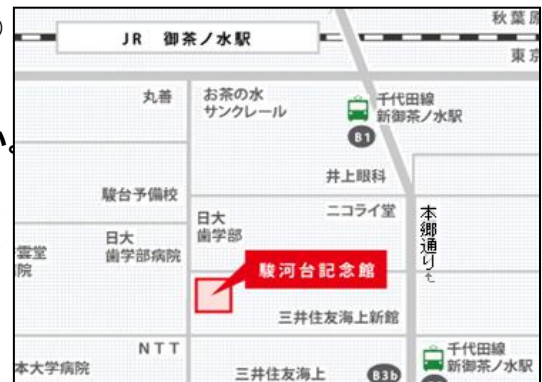 秋葉原
JR 御茶ノ水駅
東京
丸善
お茶の水
サンクレール
千代田線
新御茶ノ水駅
B1
い。
井上眼科
駿台予備校
ニコライ堂
日大
歯学部
本郷通り
日大
歯学部病院
雲堂
院
駿河台記念館
三井住友海上新館
NTT
千代田線
新御茶ノ水駅
本大学病院
三井住友海上
B3b